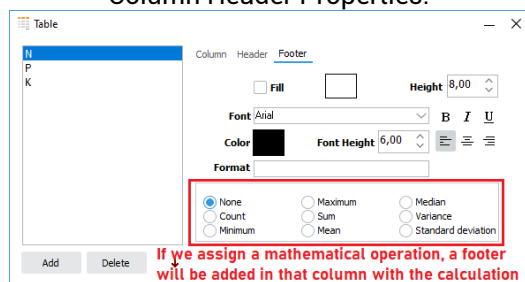 Column Header Properties.
Table
N
P
K
Column Header Footer
Fill Height 8,00
Font Arial B I U
Color Font Height 6,00
Format
None Maximum Median
Count Sum Variance
Minimum Mean Standard deviation
Add Delete
If we assign a mathematical operation, a footer
will be added in that column with the calculation